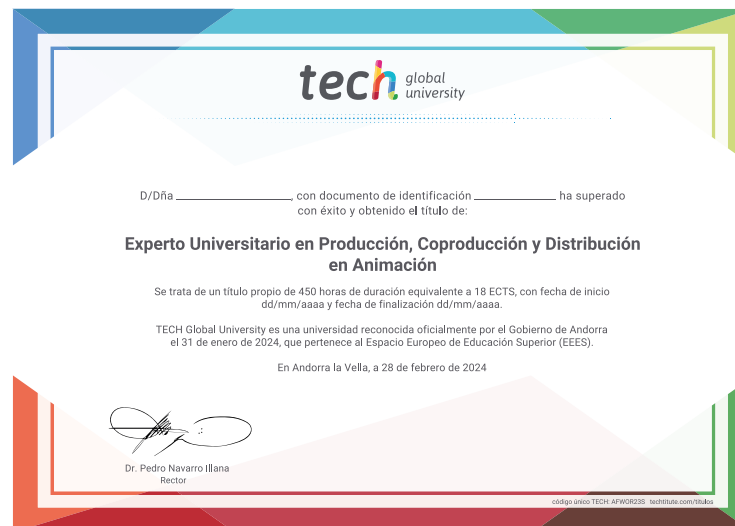 tech global university
D/Dña ____________, con documento de identificación ____________ ha superado
con éxito y obtenido el título de:
Experto Universitario en Producción, Coproducción y Distribución
en Animación
Se trata de un título propio de 450 horas de duración equivalente a 18 ECTS, con fecha de inicio
dd/mm/aaaa y fecha de finalización dd/mm/aaaa.
TECH Global University es una universidad reconocida oficialmente por el Gobierno de Andorra
el 31 de enero de 2024, que pertenece al Espacio Europeo de Educación Superior (EEES).
En Andorra la Vella, a 28 de febrero de 2024
Dr. Pedro Navarro Illana
Rector
código único TECH: AFWOR23S techtitute.com/titulos